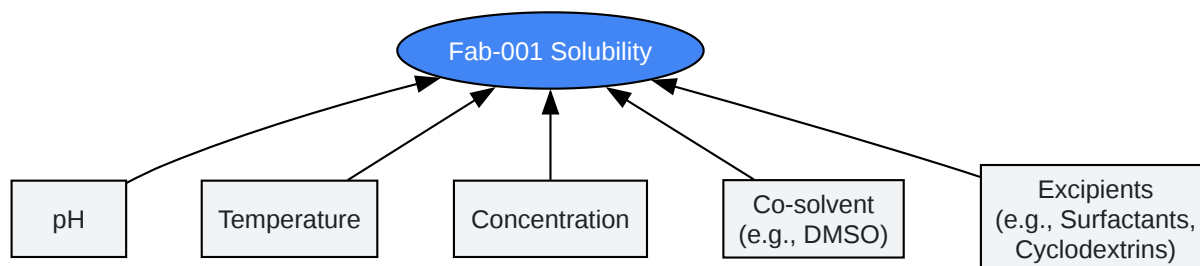 Fab-001 Solubility
pH
Temperature
Concentration
Co-solvent
(e.g., DMSO)
Excipients
(e.g., Surfactants,
Cyclodextrins)